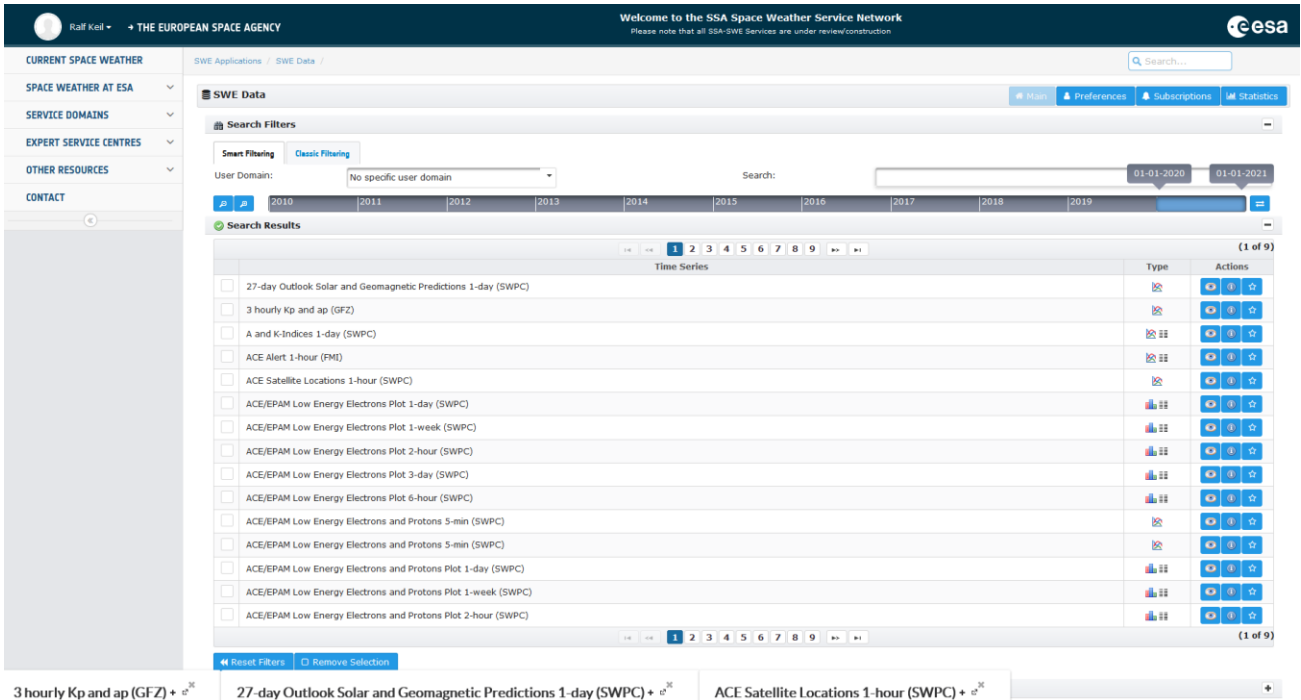 Ralf Keil
→ THE EUROPEAN SPACE AGENCY
Welcome to the SSA Space Weather Service Network
Please note that all SSA-SWE Services are under review/construction
esa
CURRENT SPACE WEATHER
SPACE WEATHER AT ESA
SERVICE DOMAINS
EXPERT SERVICE CENTRES
OTHER RESOURCES
CONTACT
SWE Applications / SWE Data /
Search...
SWE Data
Main
Preferences
Subscriptions
Statistics
Search Filters
Smart Filtering
Classic Filtering
User Domain:
No specific user domain
Search:
01-01-2020
01-01-2021
2010 2011 2012 2013 2014 2015 2016 2017 2018 2019
Search Results
1 2 3 4 5 6 7 8 9
(1 of 9)
Time Series Type Actions
27-day Outlook Solar and Geomagnetic Predictions 1-day (SWPC)
3 hourly Kp and ap (GFZ)
A and K-Indices 1-day (SWPC)
ACE Alert 1-hour (FMI)
ACE Satellite Locations 1-hour (SWPC)
ACE/EPAM Low Energy Electrons Plot 1-day (SWPC)
ACE/EPAM Low Energy Electrons Plot 1-week (SWPC)
ACE/EPAM Low Energy Electrons Plot 2-hour (SWPC)
ACE/EPAM Low Energy Electrons Plot 3-day (SWPC)
ACE/EPAM Low Energy Electrons Plot 6-hour (SWPC)
ACE/EPAM Low Energy Electrons and Protons 5-min (SWPC)
ACE/EPAM Low Energy Electrons and Protons 5-min (SWPC)
ACE/EPAM Low Energy Electrons and Protons Plot 1-day (SWPC)
ACE/EPAM Low Energy Electrons and Protons Plot 1-week (SWPC)
ACE/EPAM Low Energy Electrons and Protons Plot 2-hour (SWPC)
1 2 3 4 5 6 7 8 9
(1 of 9)
Reset Filters
Remove Selection
3 hourly Kp and ap (GFZ) +
27-day Outlook Solar and Geomagnetic Predictions 1-day (SWPC) +
ACE Satellite Locations 1-hour (SWPC) +